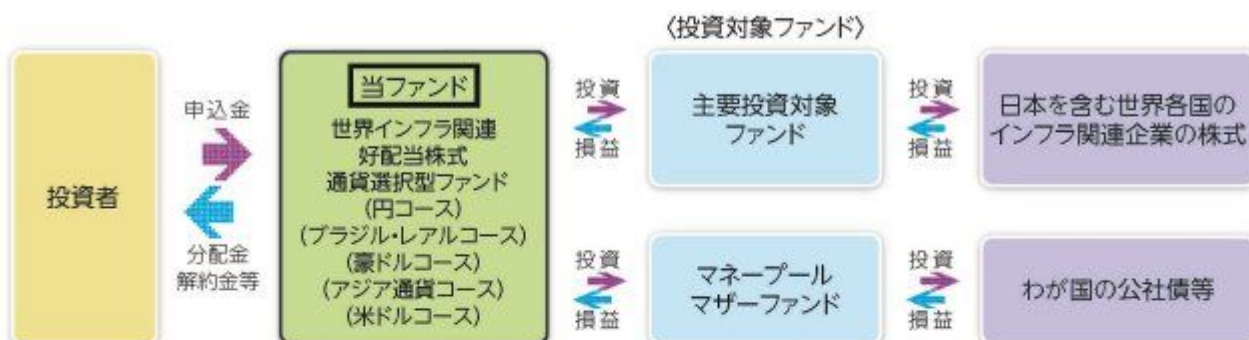 〈投資対象ファンド〉
投資者
申込金
分配金
解約金等
当ファンド
世界インフラ関連
好配当株式
通貨選択型ファンド
(円コース)
(ブラジル・レアルコース)
(豪ドルコース)
(アジア通貨コース)
(米ドルコース)
投資
損益
主要投資対象
ファンド
投資
損益
日本を含む世界各国の
インフラ関連企業の株式
投資
損益
マネープール
マザーファンド
投資
損益
わが国の公社債等